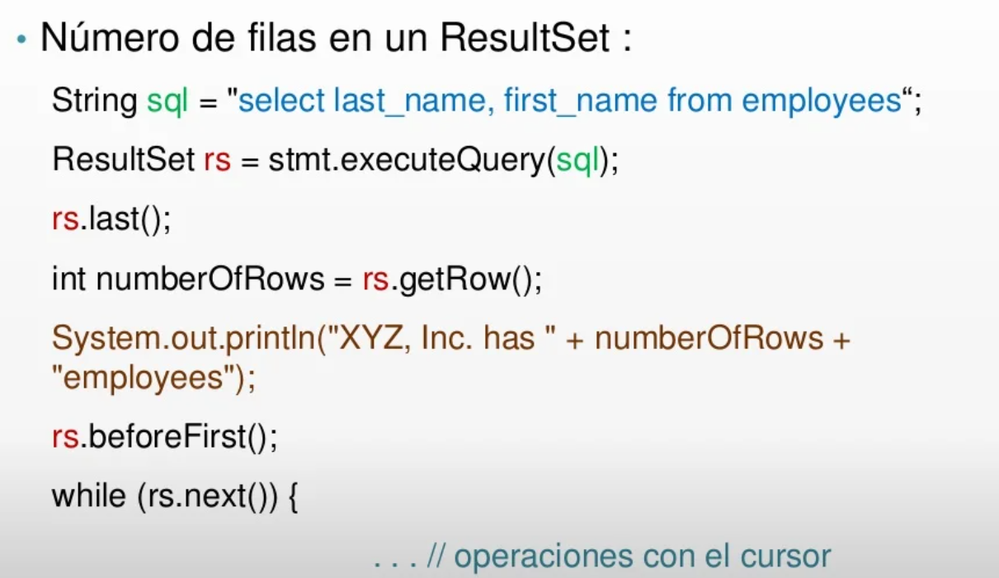 • Número de filas en un ResultSet :
String sql = "select last_name, first_name from employees“;
ResultSet rs = stmt.executeQuery(sql);
rs.last();
int numberOfRows = rs.getRow();
System.out.println("XYZ, Inc. has " + numberOfRows +
"employees");
rs.beforeFirst();
while (rs.next()) {
. . . // operaciones con el cursor